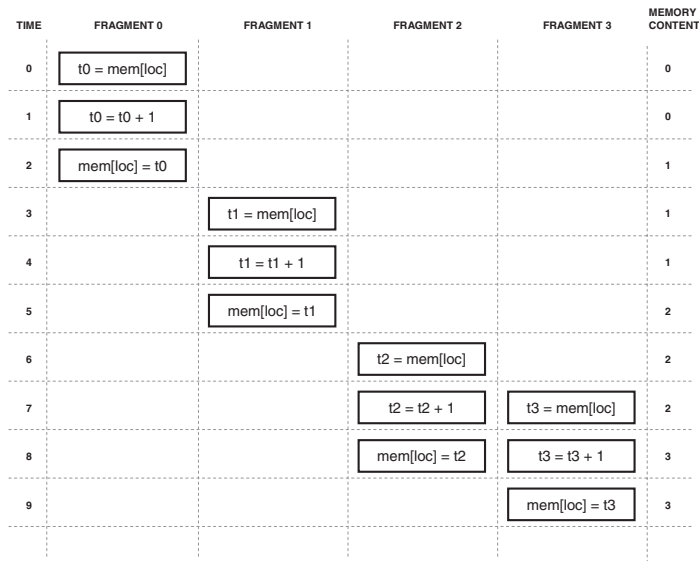 TIME FRAGMENT 0 FRAGMENT 1 FRAGMENT 2 FRAGMENT 3 MEMORY CONTENT
0 t0 = mem[loc] 0
1 t0 = t0 + 1 0
2 mem[loc] = t0 1
3 t1 = mem[loc] 1
4 t1 = t1 + 1 1
5 mem[loc] = t1 2
6 t2 = mem[loc] 2
7 t2 = t2 + 1 t3 = mem[loc] 2
8 mem[loc] = t2 t3 = t3 + 1 3
9 mem[loc] = t3 3